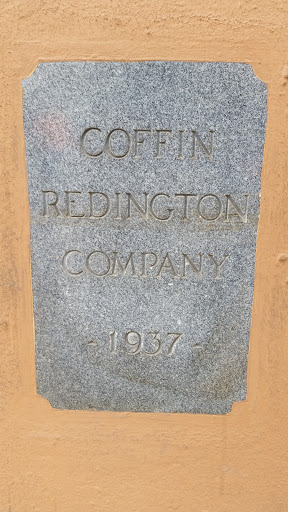 COFFIN
REDINGTON
COMPANY
- 1937 -